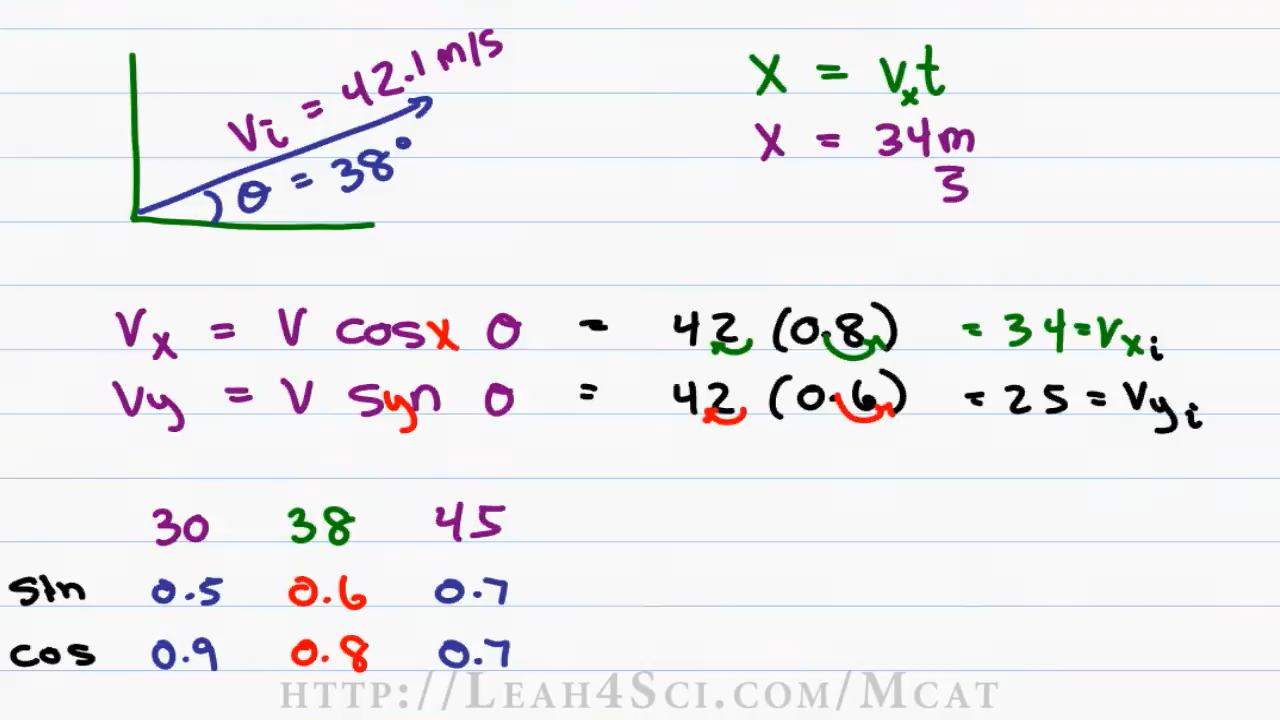 Vi = 42.1 m/s
θ = 38°
X = Vxt
X = 34m
s
Vx = V cosx θ = 42 (0.8) = 34 = Vxi
Vy = V syn θ = 42 (0.6) = 25 = Vyi
30 38 45
sin 0.5 0.6 0.7
cos 0.9 0.8 0.7
http://Leah4Sci.com/Mcat